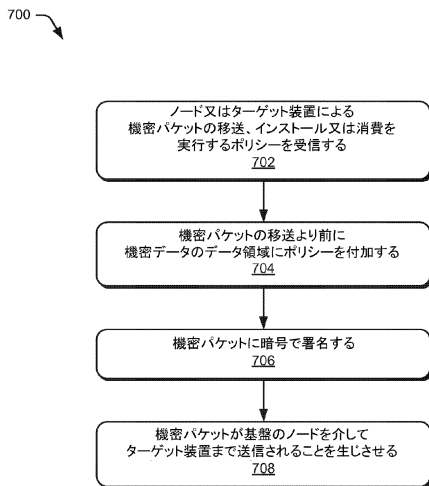 700
ノード又はターゲット装置による
機密パケットの移送、インストール又は消費を
実行するポリシーを受信する
702
機密パケットの移送より前に
機密データのデータ領域にポリシーを付加する
704
機密パケットに暗号で署名する
706
機密パケットが基盤のノードを介して
ターゲット装置まで送信されることを生じさせる
708